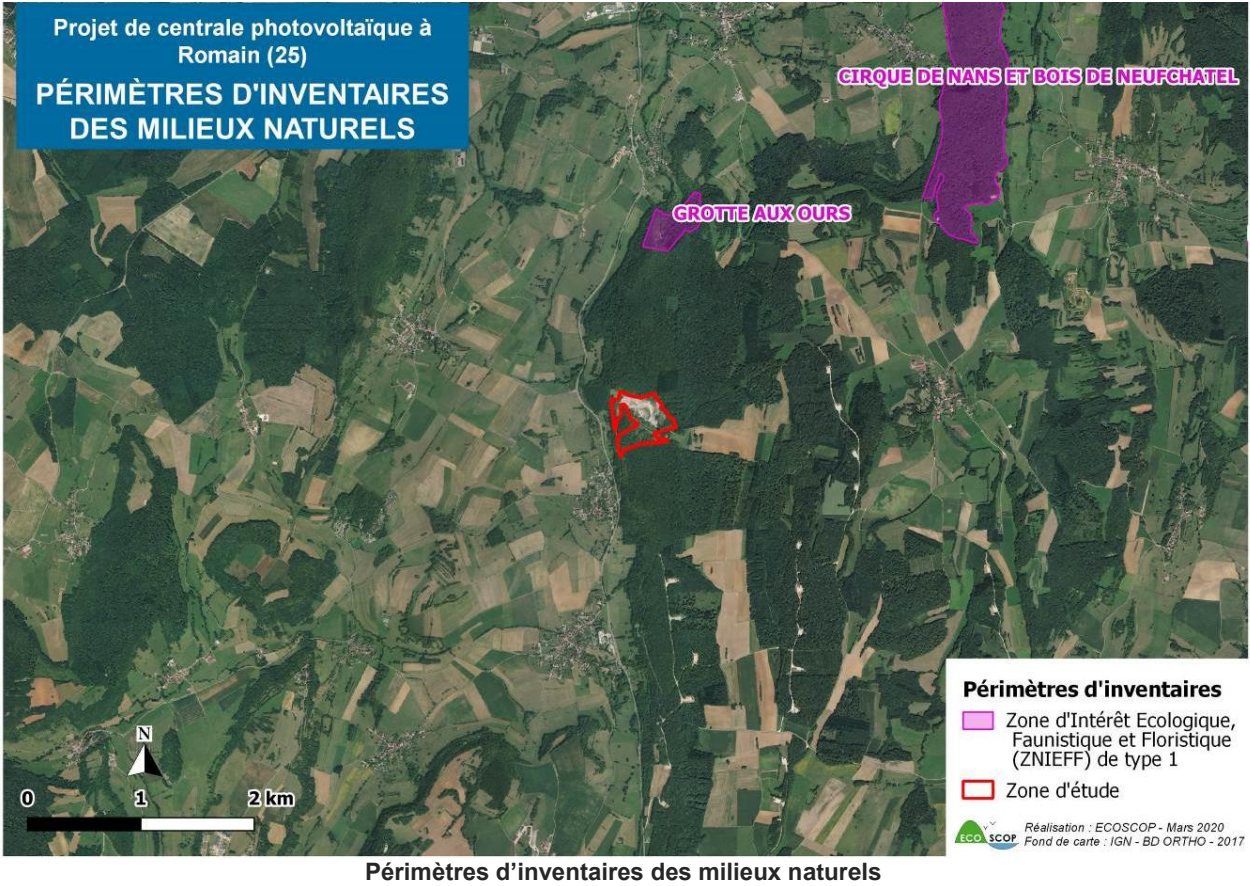 Projet de centrale photovoltaïque à
Romain (25)
PÉRIMÈTRES D'INVENTAIRES
DES MILIEUX NATURELS
CIRQUE DE NANS ET BOIS DE NEUFCHATEL
GROTTE AUX OURS
N
0 1 2 km
Périmètres d'inventaires
Zone d'Intérêt Ecologique,
Faunistique et Floristique
(ZNIEFF) de type 1
Zone d'étude
ECO SCOP
Réalisation : ECOSCOP - Mars 2020
Fond de carte : IGN - BD ORTHO - 2017
Périmètres d’inventaires des milieux naturels